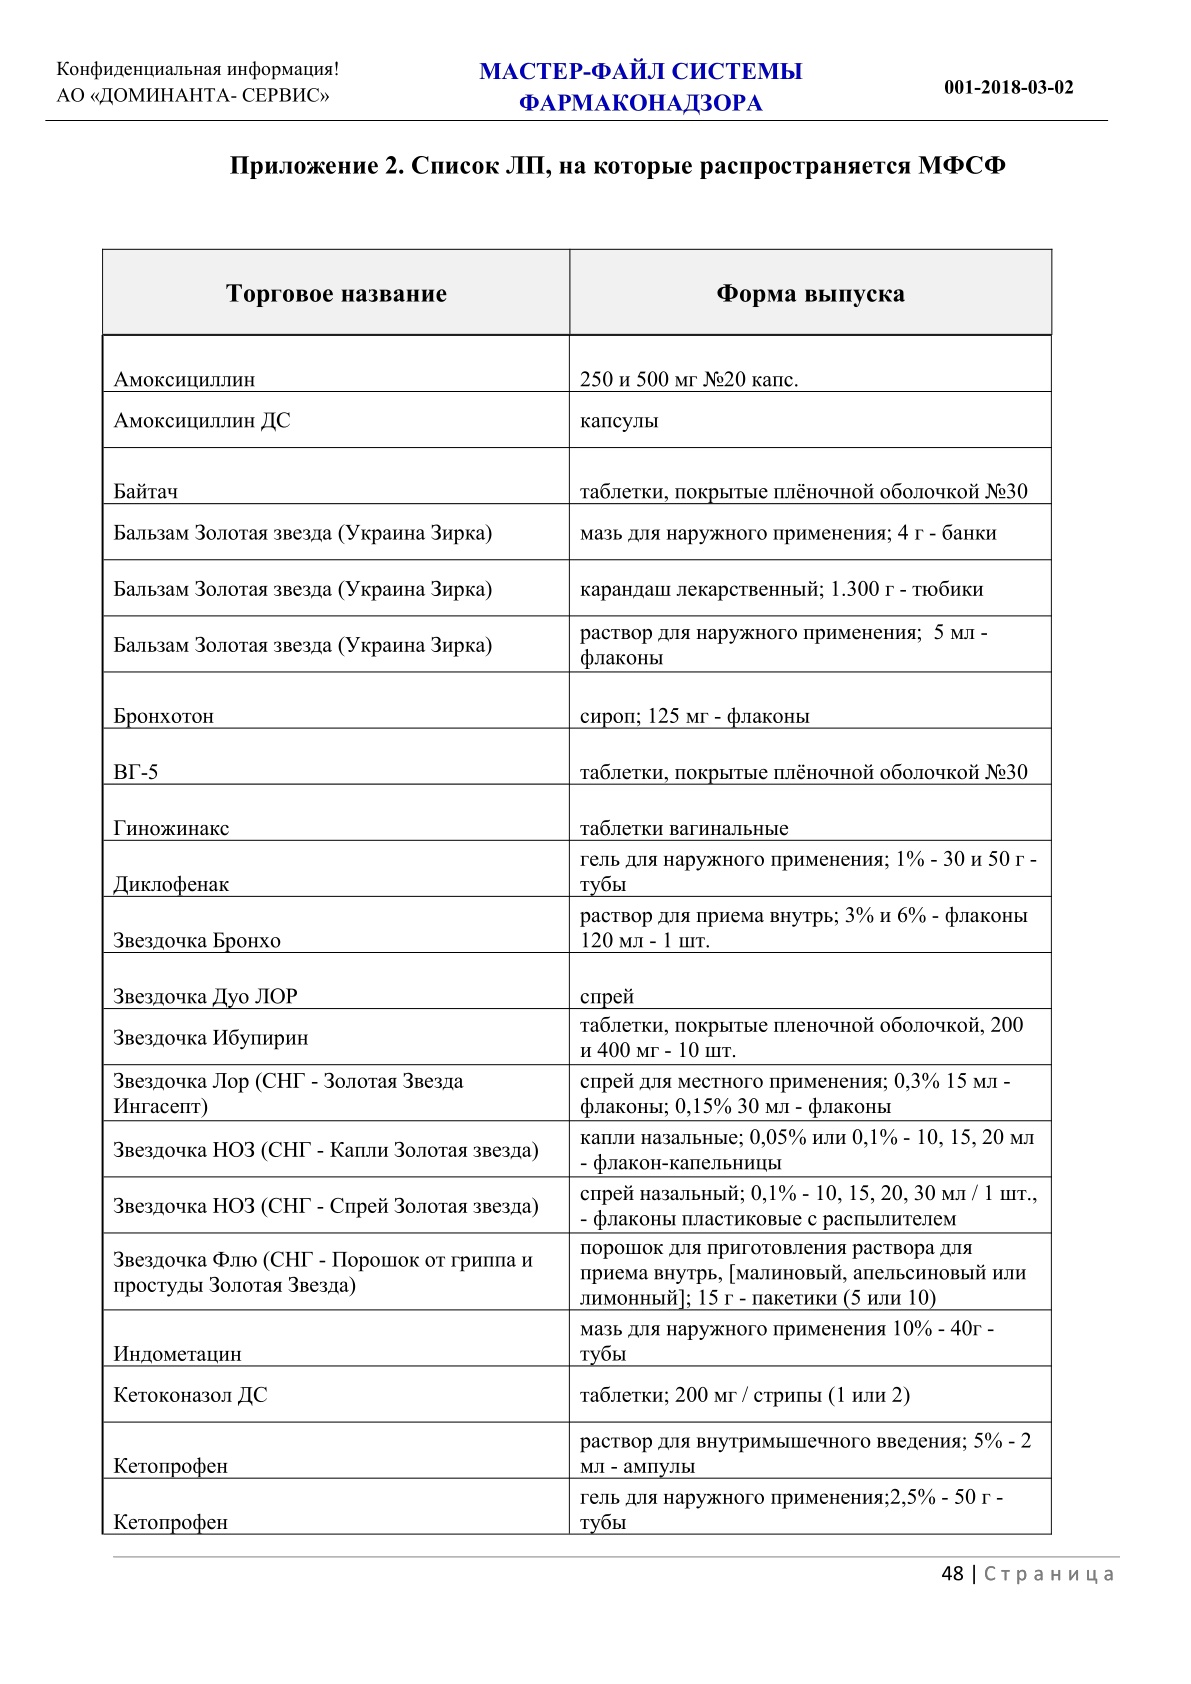 Конфиденциальная информация!
АО «ДОМИНАНТА- СЕРВИС»
МАСТЕР-ФАЙЛ СИСТЕМЫ
ФАРМАКОНАДЗОРА
001-2018-03-02
Приложение 2. Список ЛП, на которые распространяется МФСФ
Торговое название
Форма выпуска
Амоксициллин
250 и 500 мг №20 капс.
Амоксициллин ДС
капсулы
Байтач
таблетки, покрытые плёночной оболочкой №30
Бальзам Золотая звезда (Украина Зирка)
мазь для наружного применения; 4 г - банки
Бальзам Золотая звезда (Украина Зирка)
карандаш лекарственный; 1.300 г - тюбики
Бальзам Золотая звезда (Украина Зирка)
раствор для наружного применения;  5 мл -
флаконы
Бронхотон
сироп; 125 мг - флаконы
ВГ-5
таблетки, покрытые плёночной оболочкой №30
Гиножинакс
таблетки вагинальные
Диклофенак
гель для наружного применения; 1% - 30 и 50 г -
тубы
Звездочка Бронхо
раствор для приема внутрь; 3% и 6% - флаконы
120 мл - 1 шт.
Звездочка Дуо ЛОР
спрей
Звездочка Ибупирин
таблетки, покрытые пленочной оболочкой, 200
и 400 мг - 10 шт.
Звездочка Лор (СНГ - Золотая Звезда
Ингасепт)
спрей для местного применения; 0,3% 15 мл -
флаконы; 0,15% 30 мл - флаконы
Звездочка НОЗ (СНГ - Капли Золотая звезда)
капли назальные; 0,05% или 0,1% - 10, 15, 20 мл
- флакон-капельницы
Звездочка НОЗ (СНГ - Спрей Золотая звезда)
спрей назальный; 0,1% - 10, 15, 20, 30 мл / 1 шт.,
- флаконы пластиковые с распылителем
Звездочка Флю (СНГ - Порошок от гриппа и
простуды Золотая Звезда)
порошок для приготовления раствора для
приема внутрь, [малиновый, апельсиновый или
лимонный]; 15 г - пакетики (5 или 10)
Индометацин
мазь для наружного применения 10% - 40г -
тубы
Кетоконазол ДС
таблетки; 200 мг / стрипы (1 или 2)
Кетопрофен
раствор для внутримышечного введения; 5% - 2
мл - ампулы
Кетопрофен
гель для наружного применения;2,5% - 50 г -
тубы
48 | Страница